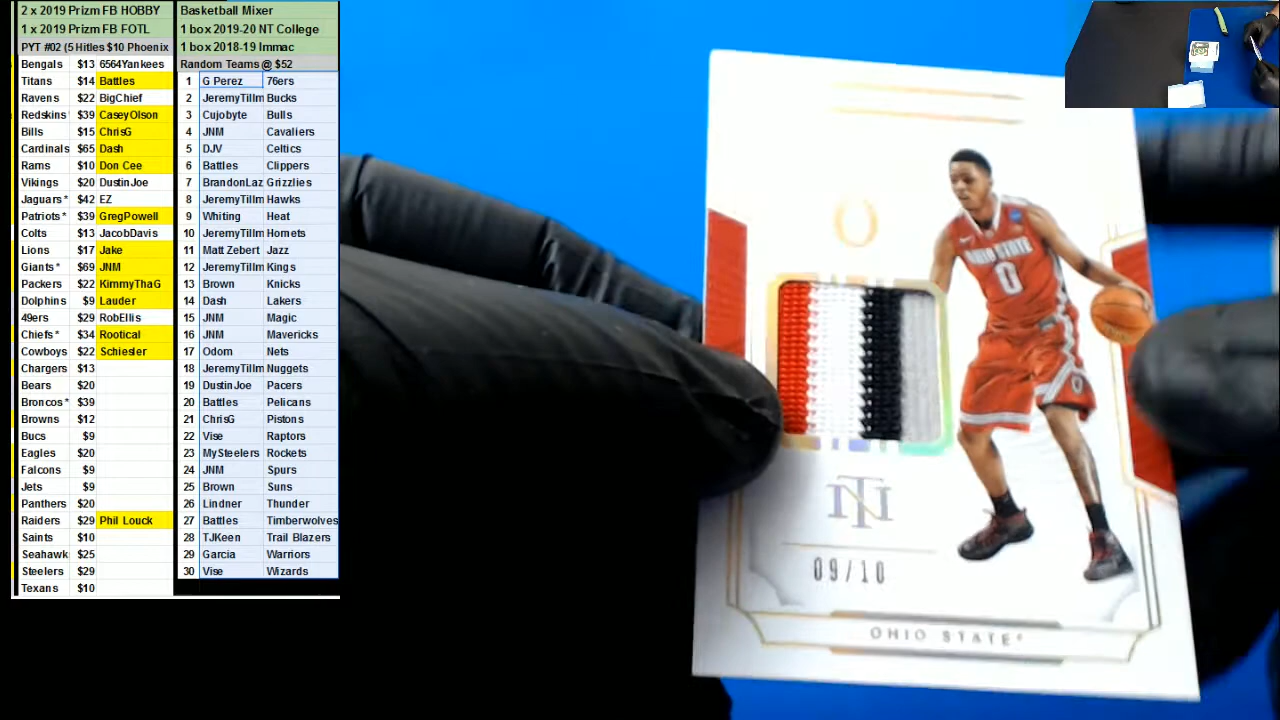 2 x 2019 Prizm FB HOBBY
1 x 2019 Prizm FB FOTL
PYT #02 (5 Hitles $10 Phoenix
Bengals $13 6564Yankees
Titans $14 Battles
Ravens $22 BigChief
Redskins $39 CaseyOlson
Bills $15 ChrisG
Cardinals $65 Dash
Rams $10 Don Cee
Vikings $20 DustinJoe
Jaguars * $42 EZ
Patriots * $39 GregPowell
Colts $13 JacobDavis
Lions $17 Jake
Giants * $69 JNM
Packers $22 KimmyThaG
Dolphins $9 Lauder
49ers $29 RobEllis
Chiefs * $34 Rootical
Cowboys $22 Schiesler
Chargers $13
Bears $20
Broncos * $39
Browns $12
Bucs $9
Eagles $20
Falcons $9
Jets $9
Panthers $20
Raiders $29 Phil Louck
Saints $10
Seahawk $25
Steelers $29
Texans $10
Basketball Mixer
1 box 2019-20 NT College
1 box 2018-19 Immac
Random Teams @ $52
1 G Perez 76ers
2 JeremyTillm Bucks
3 Cujobyte Bulls
4 JNM Cavaliers
5 DJV Celtics
6 Battles Clippers
7 BrandonLaz Grizzlies
8 JeremyTillm Hawks
9 Whiting Heat
10 JeremyTillm Hornets
11 Matt Zebert Jazz
12 JeremyTillm Kings
13 Brown Knicks
14 Dash Lakers
15 JNM Magic
16 JNM Mavericks
17 Odom Nets
18 JeremyTillm Nuggets
19 DustinJoe Pacers
20 Battles Pelicans
21 ChrisG Pistons
22 Vise Raptors
23 MySteelers Rockets
24 JNM Spurs
25 Brown Suns
26 Lindner Thunder
27 Battles Timberwolves
28 TJKeen Trail Blazers
29 Garcia Warriors
30 Vise Wizards
OHIO STATE
0
NT
09/10
OHIO STATE®